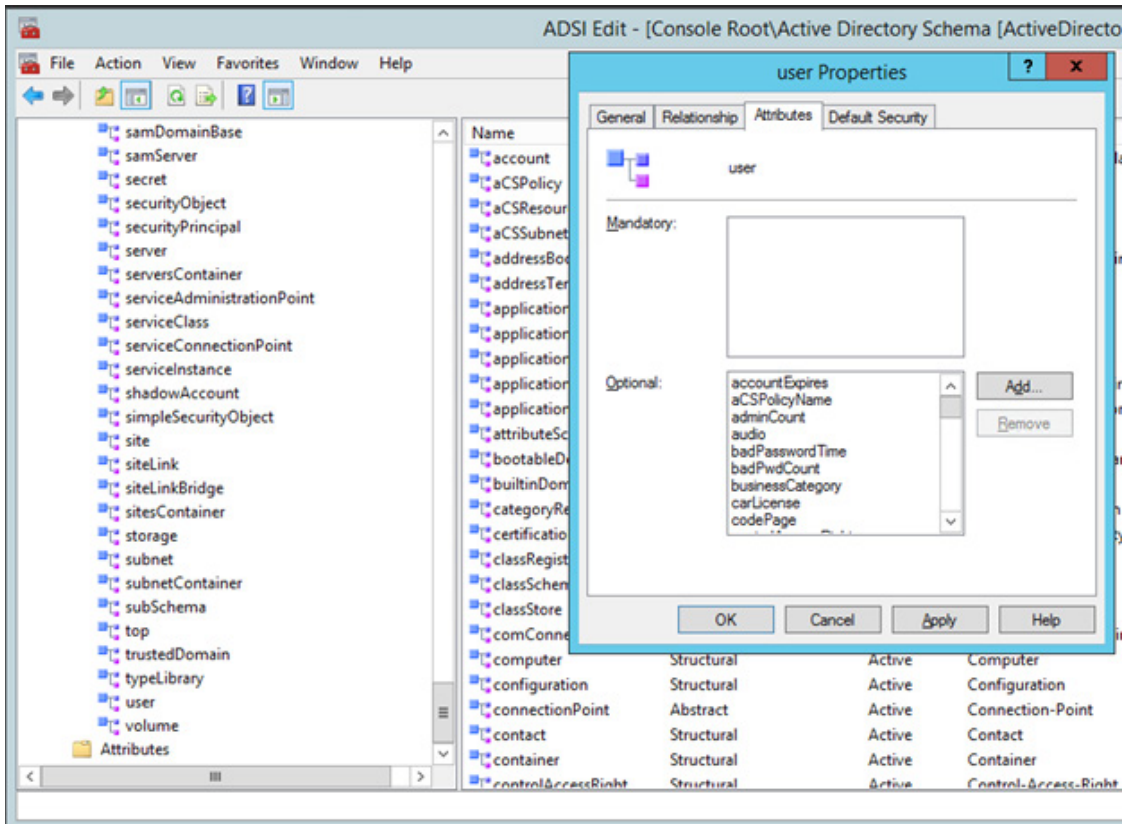 ADSI Edit - [Console Root\Active Directory Schema [ActiveDirecto
File Action View Favorites Window Help
samDomainBase
samServer
secret
securityObject
securityPrincipal
server
serversContainer
serviceAdministrationPoint
serviceClass
serviceConnectionPoint
serviceInstance
shadowAccount
simpleSecurityObject
site
siteLink
siteLinkBridge
sitesContainer
storage
subnet
subnetContainer
subSchema
top
trustedDomain
typeLibrary
user
volume
Attributes
Name
account
aCSPolicy
aCSResour
aCSSubnet
addressBoo
addressTer
application
application
application
application
application
attributeSc
bootableDe
builtinDom
categoryRe
certificatio
classRegist
classSchem
classStore
comConne
computer Structural Active Computer
configuration Structural Active Configuration
connectionPoint Abstract Active Connection-Point
contact Structural Active Contact
container Structural Active Container
controlAccessRight Structural Active Control-Access-Right
user Properties
? x
General Relationship Attributes Default Security
user
Mandatory:
Optional:
accountExpires
aCSPolicyName
adminCount
audio
badPasswordTime
badPwdCount
businessCategory
carLicense
codePage
Add...
Remove
OK Cancel Apply Help